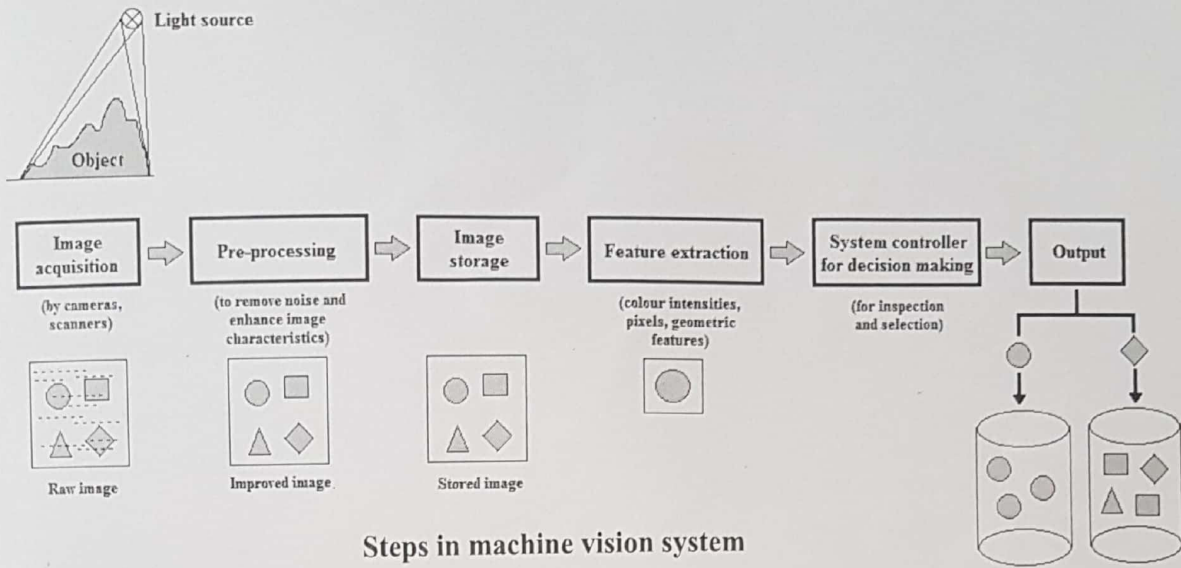 Light source
Object
Image
acquisition
Pre-processing
Image
storage
Feature extraction
System controller
for decision making
Output
(by cameras,
scanners)
(to remove noise and
enhance image
characteristics)
(colour intensities,
pixels, geometric
features)
(for inspection
and selection)
Raw image
Improved image.
Stored image
Steps in machine vision system